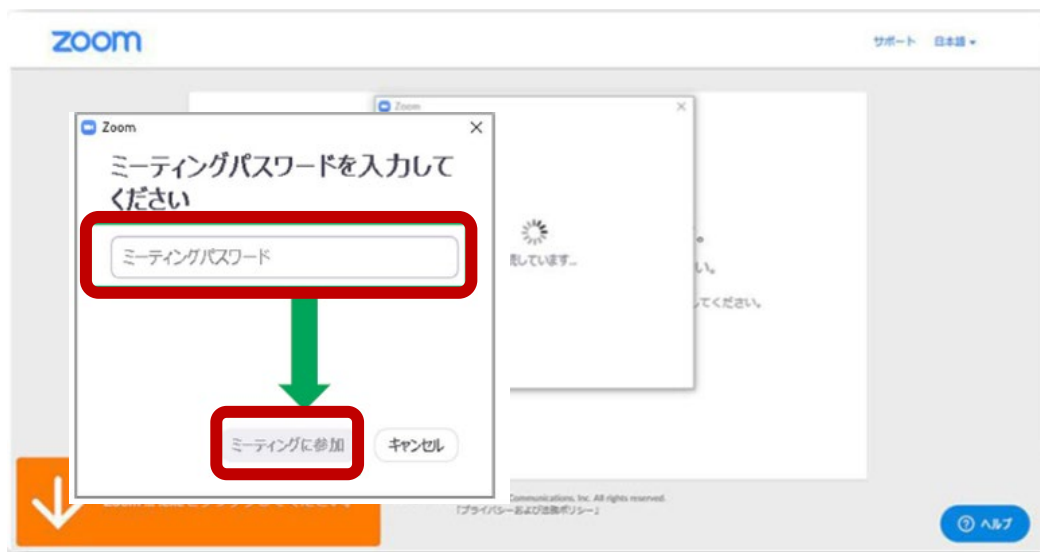 zoom
サポート 日本語
Zoom
Zoom
ミーティングパスワードを入力して
ください
ミーティングパスワード
しています...
い。
してください。
ミーティングに参加
キャンセル
Communications, Inc. All rights reserved.
「プライバシーおよび法務ポリシー」
ヘルプ